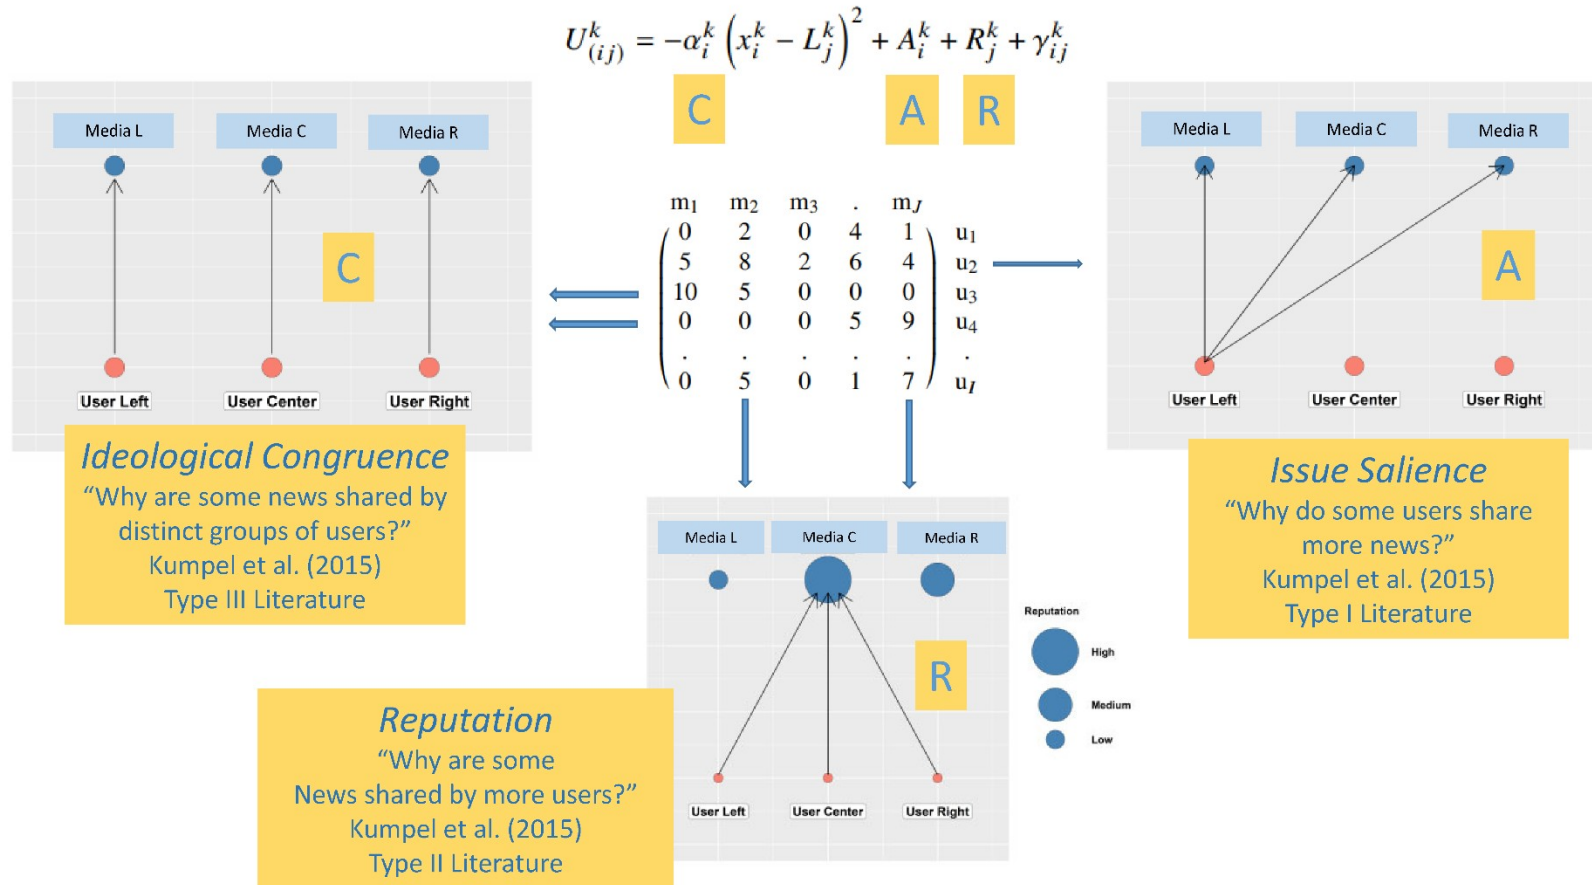 U^k_{(ij)} = −α^k_i (x^k_i − L^k_j)^2 + A^k_i + R^k_j + γ^k_{ij}
C A R
Media L Media C Media R
C
User Left User Center User Right
Ideological Congruence
“Why are some news shared by
distinct groups of users?”
Kumpel et al. (2015)
Type III Literature
m₁ m₂ m₃ . m_J
0 2 0 4 1 u₁
5 8 2 6 4 u₂
10 5 0 0 0 u₃
0 0 0 5 9 u₄
. . . . . .
0 5 0 1 7 u_I
Media L Media C Media R
A
User Left User Center User Right
Issue Salience
“Why do some users share
more news?”
Kumpel et al. (2015)
Type I Literature
Media L Media C Media R
R
User Left User Center User Right
Reputation
High
Medium
Low
Reputation
“Why are some
News shared by more users?”
Kumpel et al. (2015)
Type II Literature